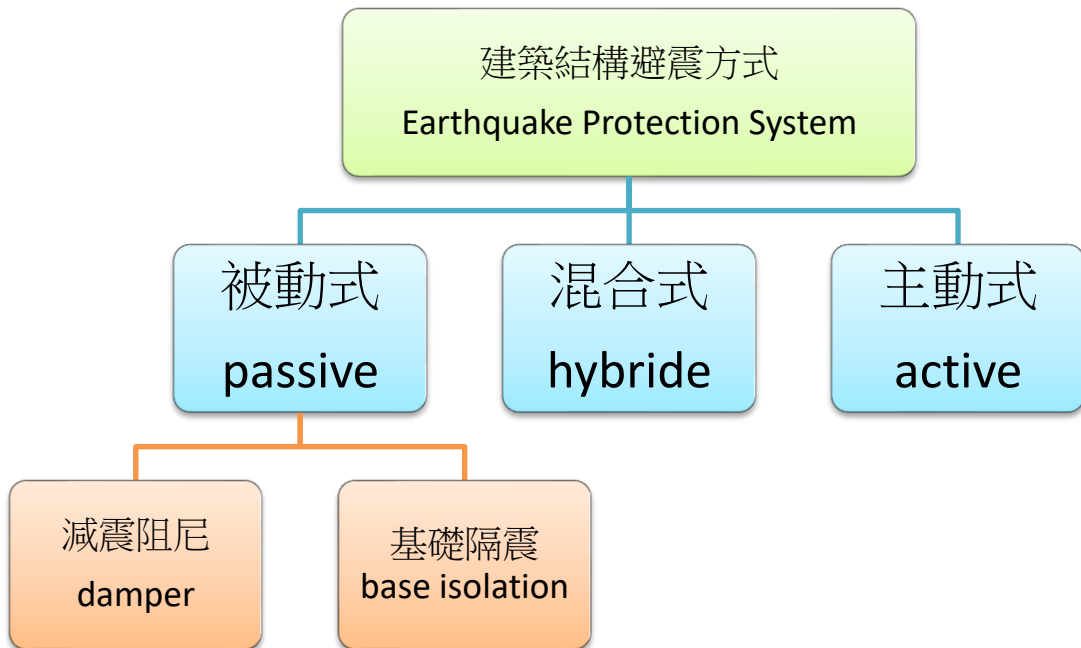 建築結構避震方式
Earthquake Protection System
被動式
passive
混合式
hybride
主動式
active
減震阻尼
damper
基礎隔震
base isolation